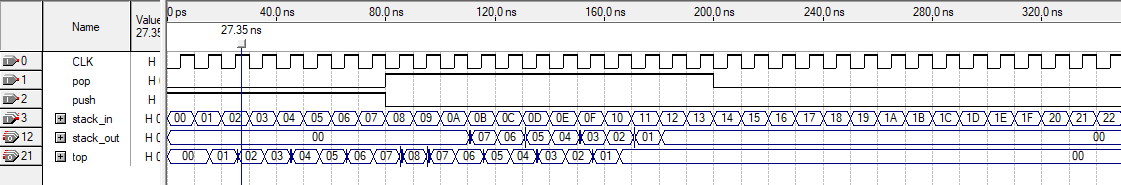 Name Value 27.35 0 ps 40.0 ns 80.0 ns 120.0 ns 160.0 ns 200.0 ns 240.0 ns 280.0 ns 320.0 ns
27.35 ns
0 CLK H
1 pop H
2 push H
3 stack_in H 00 01 02 03 04 05 06 07 08 09 0A 0B 0C 0D 0E 0F 10 11 12 13 14 15 16 17 18 19 1A 1B 1C 1D 1E 1F 20 21 22
12 stack_out H 00 07 06 05 04 03 02 01 00
21 top H 00 01 02 03 04 05 06 07 08 07 06 05 04 03 02 01 00